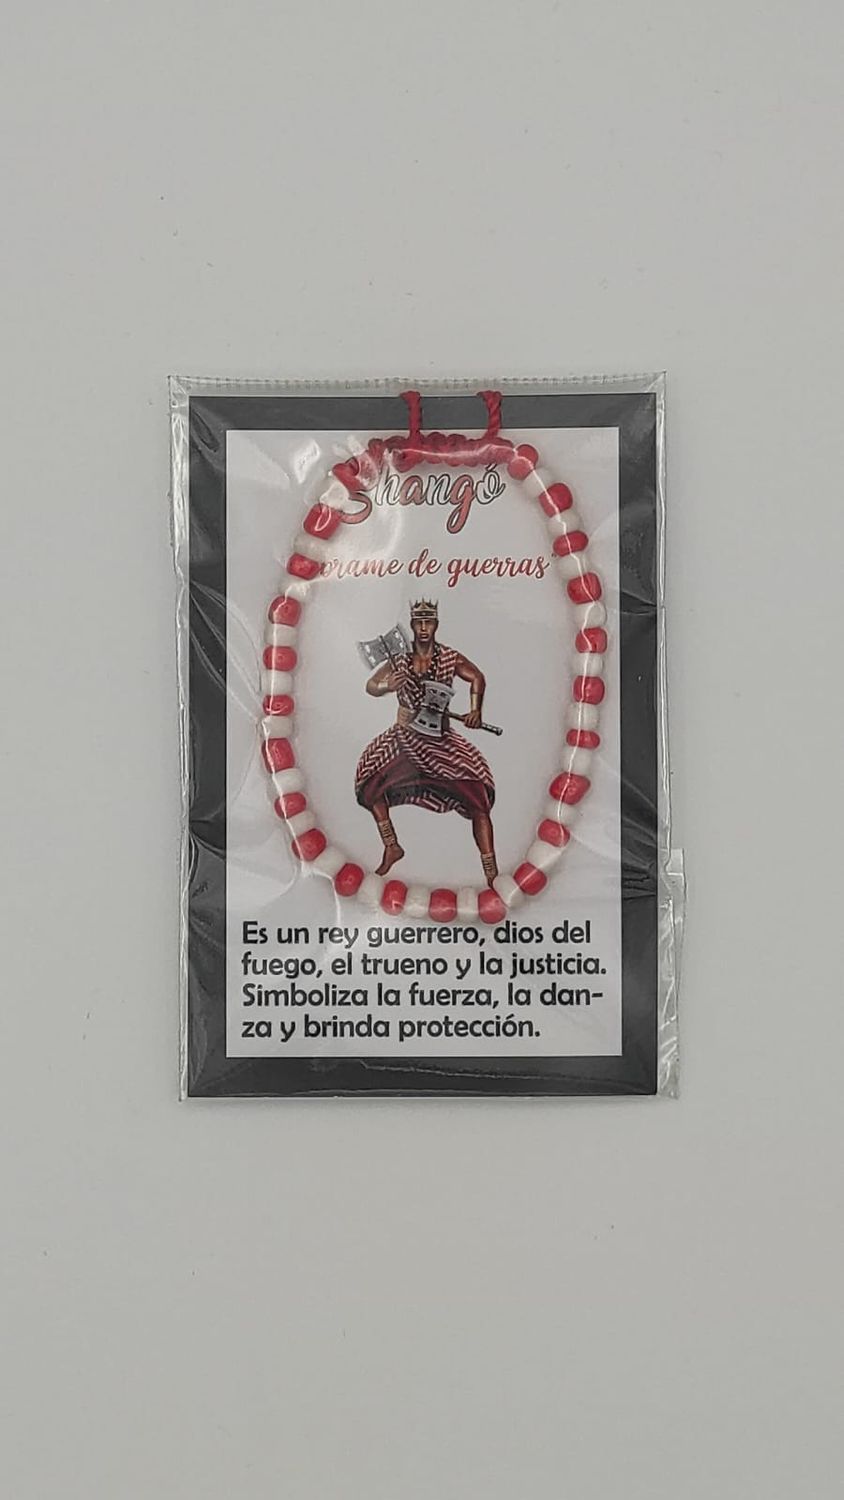 Shangó
de guerras"
Es un rey guerrero, dios del
fuego, el trueno y la justicia.
Simboliza la fuerza, la dan-
za y brinda protección.